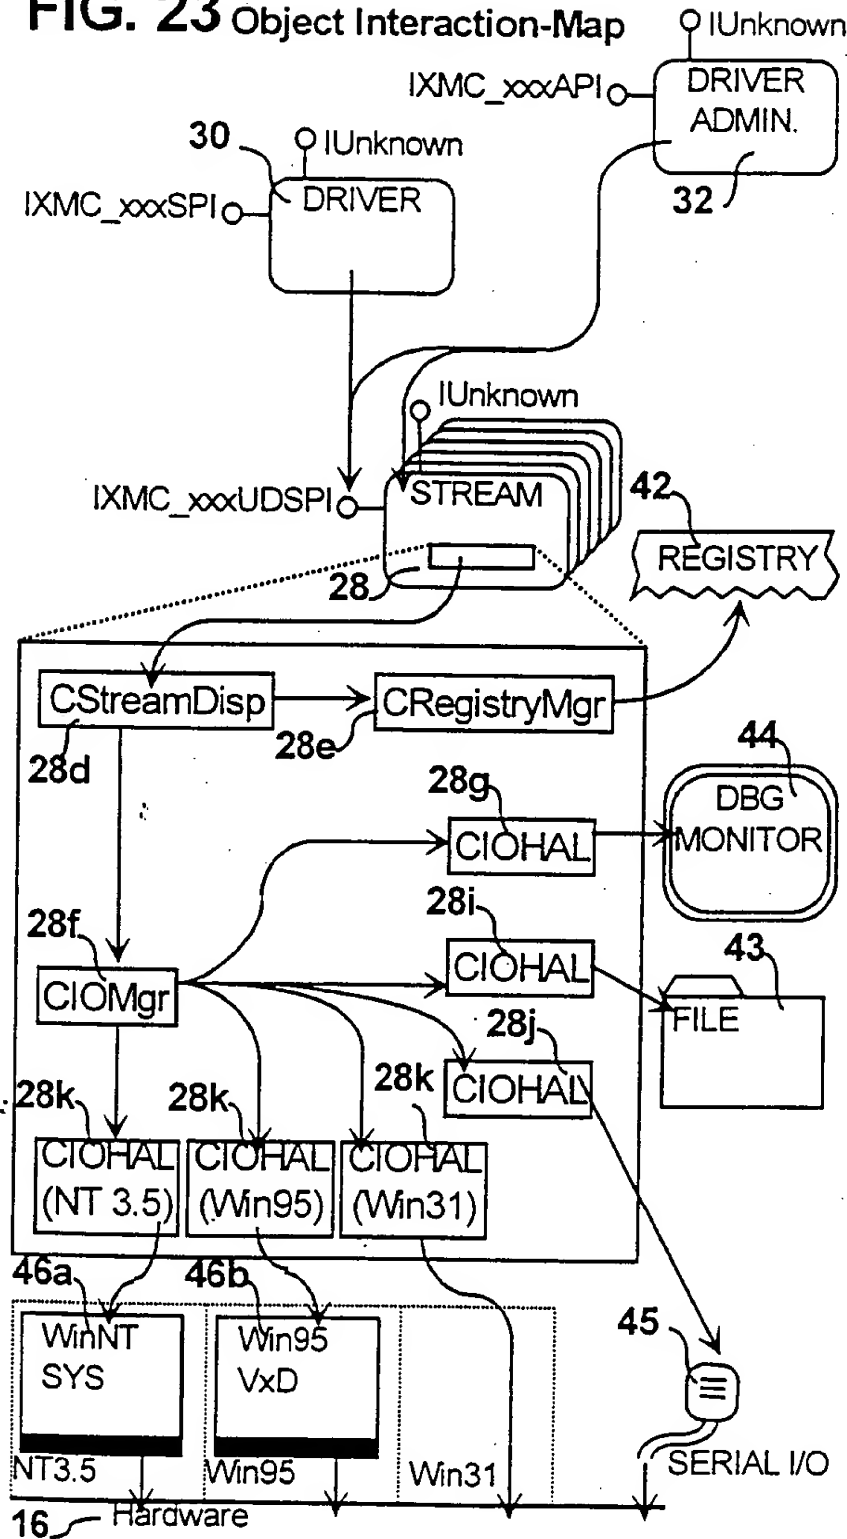 FIG. 23 Object Interaction-Map
IUnknown
IXMC_xxxAPI
DRIVER
ADMIN.
32
30
IUnknown
IXMC_xxxSPI
DRIVER
IUnknown
IXMC_xxxUDSPI
STREAM
28
42
REGISTRY
CStreamDisp
28d
CRegistryMgr
28e
44
DBG
MONITOR
28g
CIOHAL
28i
CIOHAL
43
FILE
28f
CIOMgr
28j
CIOHAL
28k
CIOHAL
(NT 3.5)
28k
CIOHAL
(Win95)
28k
CIOHAL
(Win31)
46a
WinNT
SYS
NT3.5
46b
Win95
VxD
Win95
Win31
45
SERIAL I/O
16
Hardware